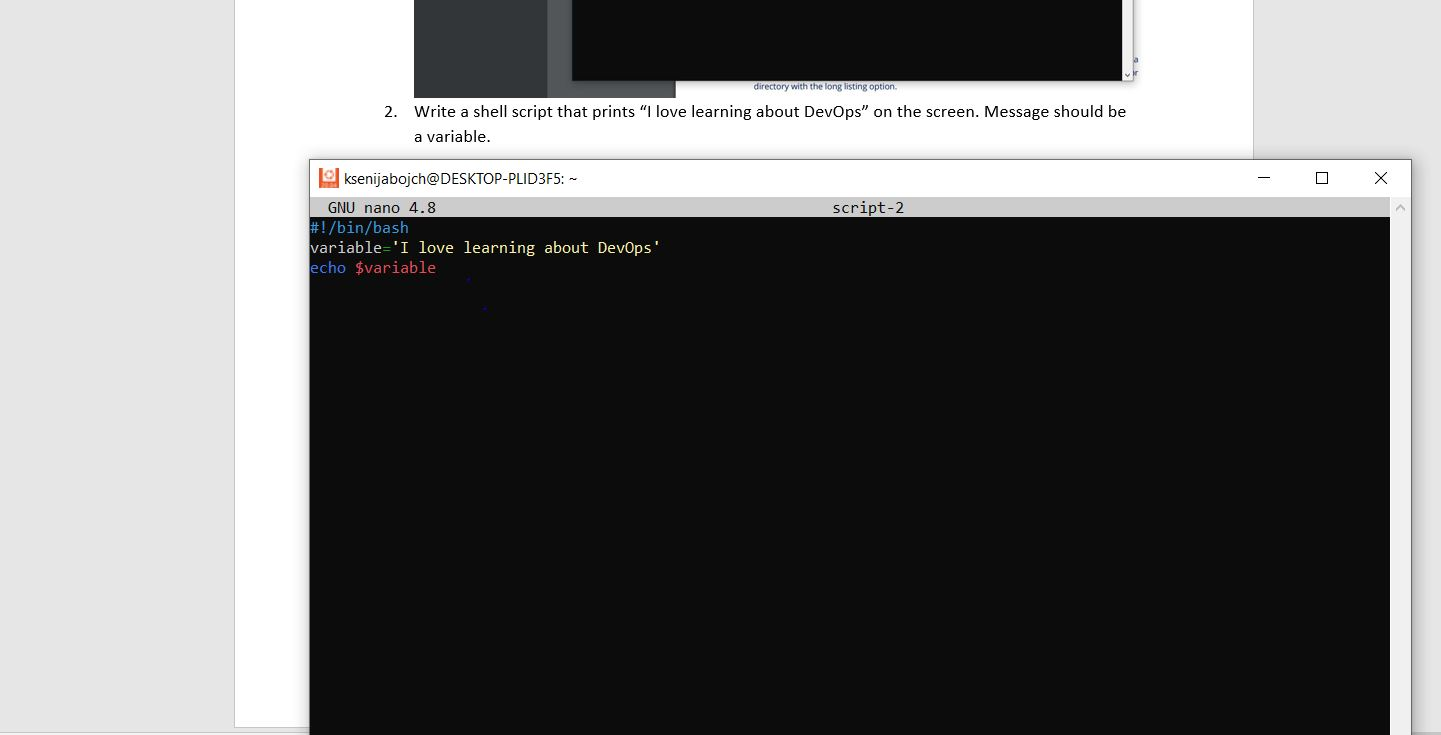 directory with the long listing option.
2. Write a shell script that prints “I love learning about DevOps” on the screen. Message should be
a variable.
ksenijabojch@DESKTOP-PLID3F5: ~
GNU nano 4.8 script-2
#!/bin/bash
variable='I love learning about DevOps'
echo $variable